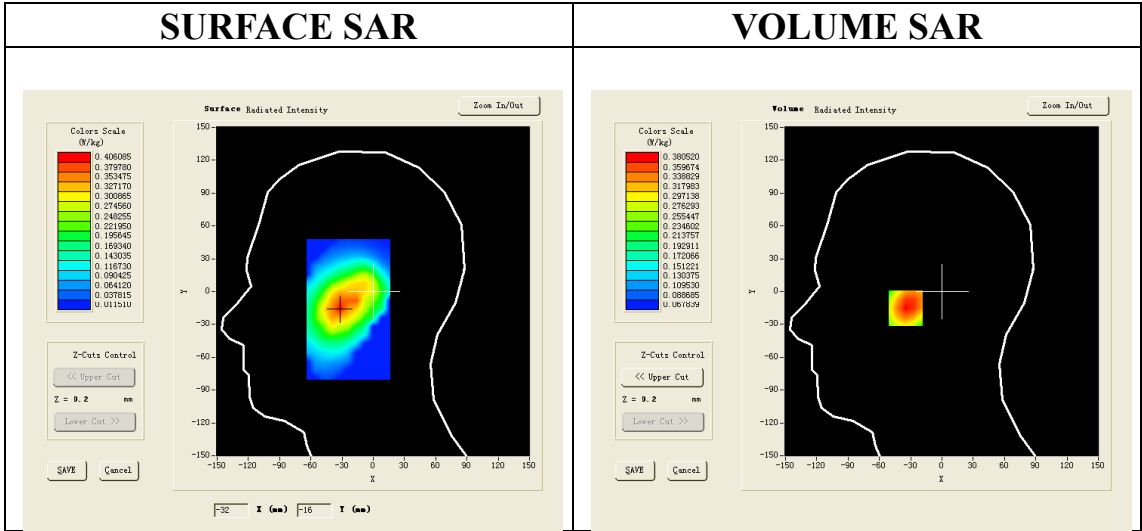 SURFACE SAR
VOLUME SAR
Surface Radiated Intensity
Zoom In/Out
Colors Scale
(W/kg)
0.406085
0.379780
0.353475
0.327170
0.300865
0.274560
0.248255
0.221950
0.195645
0.169340
0.143035
0.116730
0.090425
0.064120
0.037815
0.011510
150
120
90
60
30
0
-30
-60
-90
-120
-150
Y
-150 -120 -90 -60 -30 0 30 60 90 120 150
X
Z-Cuts Control
<< Upper Cut
Z = 0.2 mm
Lower Cut >>
SAVE Cancel
-32 X (mm) -16 Y (mm)
Volume Radiated Intensity
Zoom In/Out
Colors Scale
(W/kg)
0.380520
0.359674
0.338829
0.317983
0.297138
0.276293
0.255447
0.234602
0.213757
0.192911
0.172066
0.151221
0.130375
0.109530
0.088685
0.067839
150
120
90
60
30
0
-30
-60
-90
-120
-150
Y
-150 -120 -90 -60 -30 0 30 60 90 120 150
X
Z-Cuts Control
<< Upper Cut
Z = 0.2 mm
Lower Cut >>
SAVE Cancel